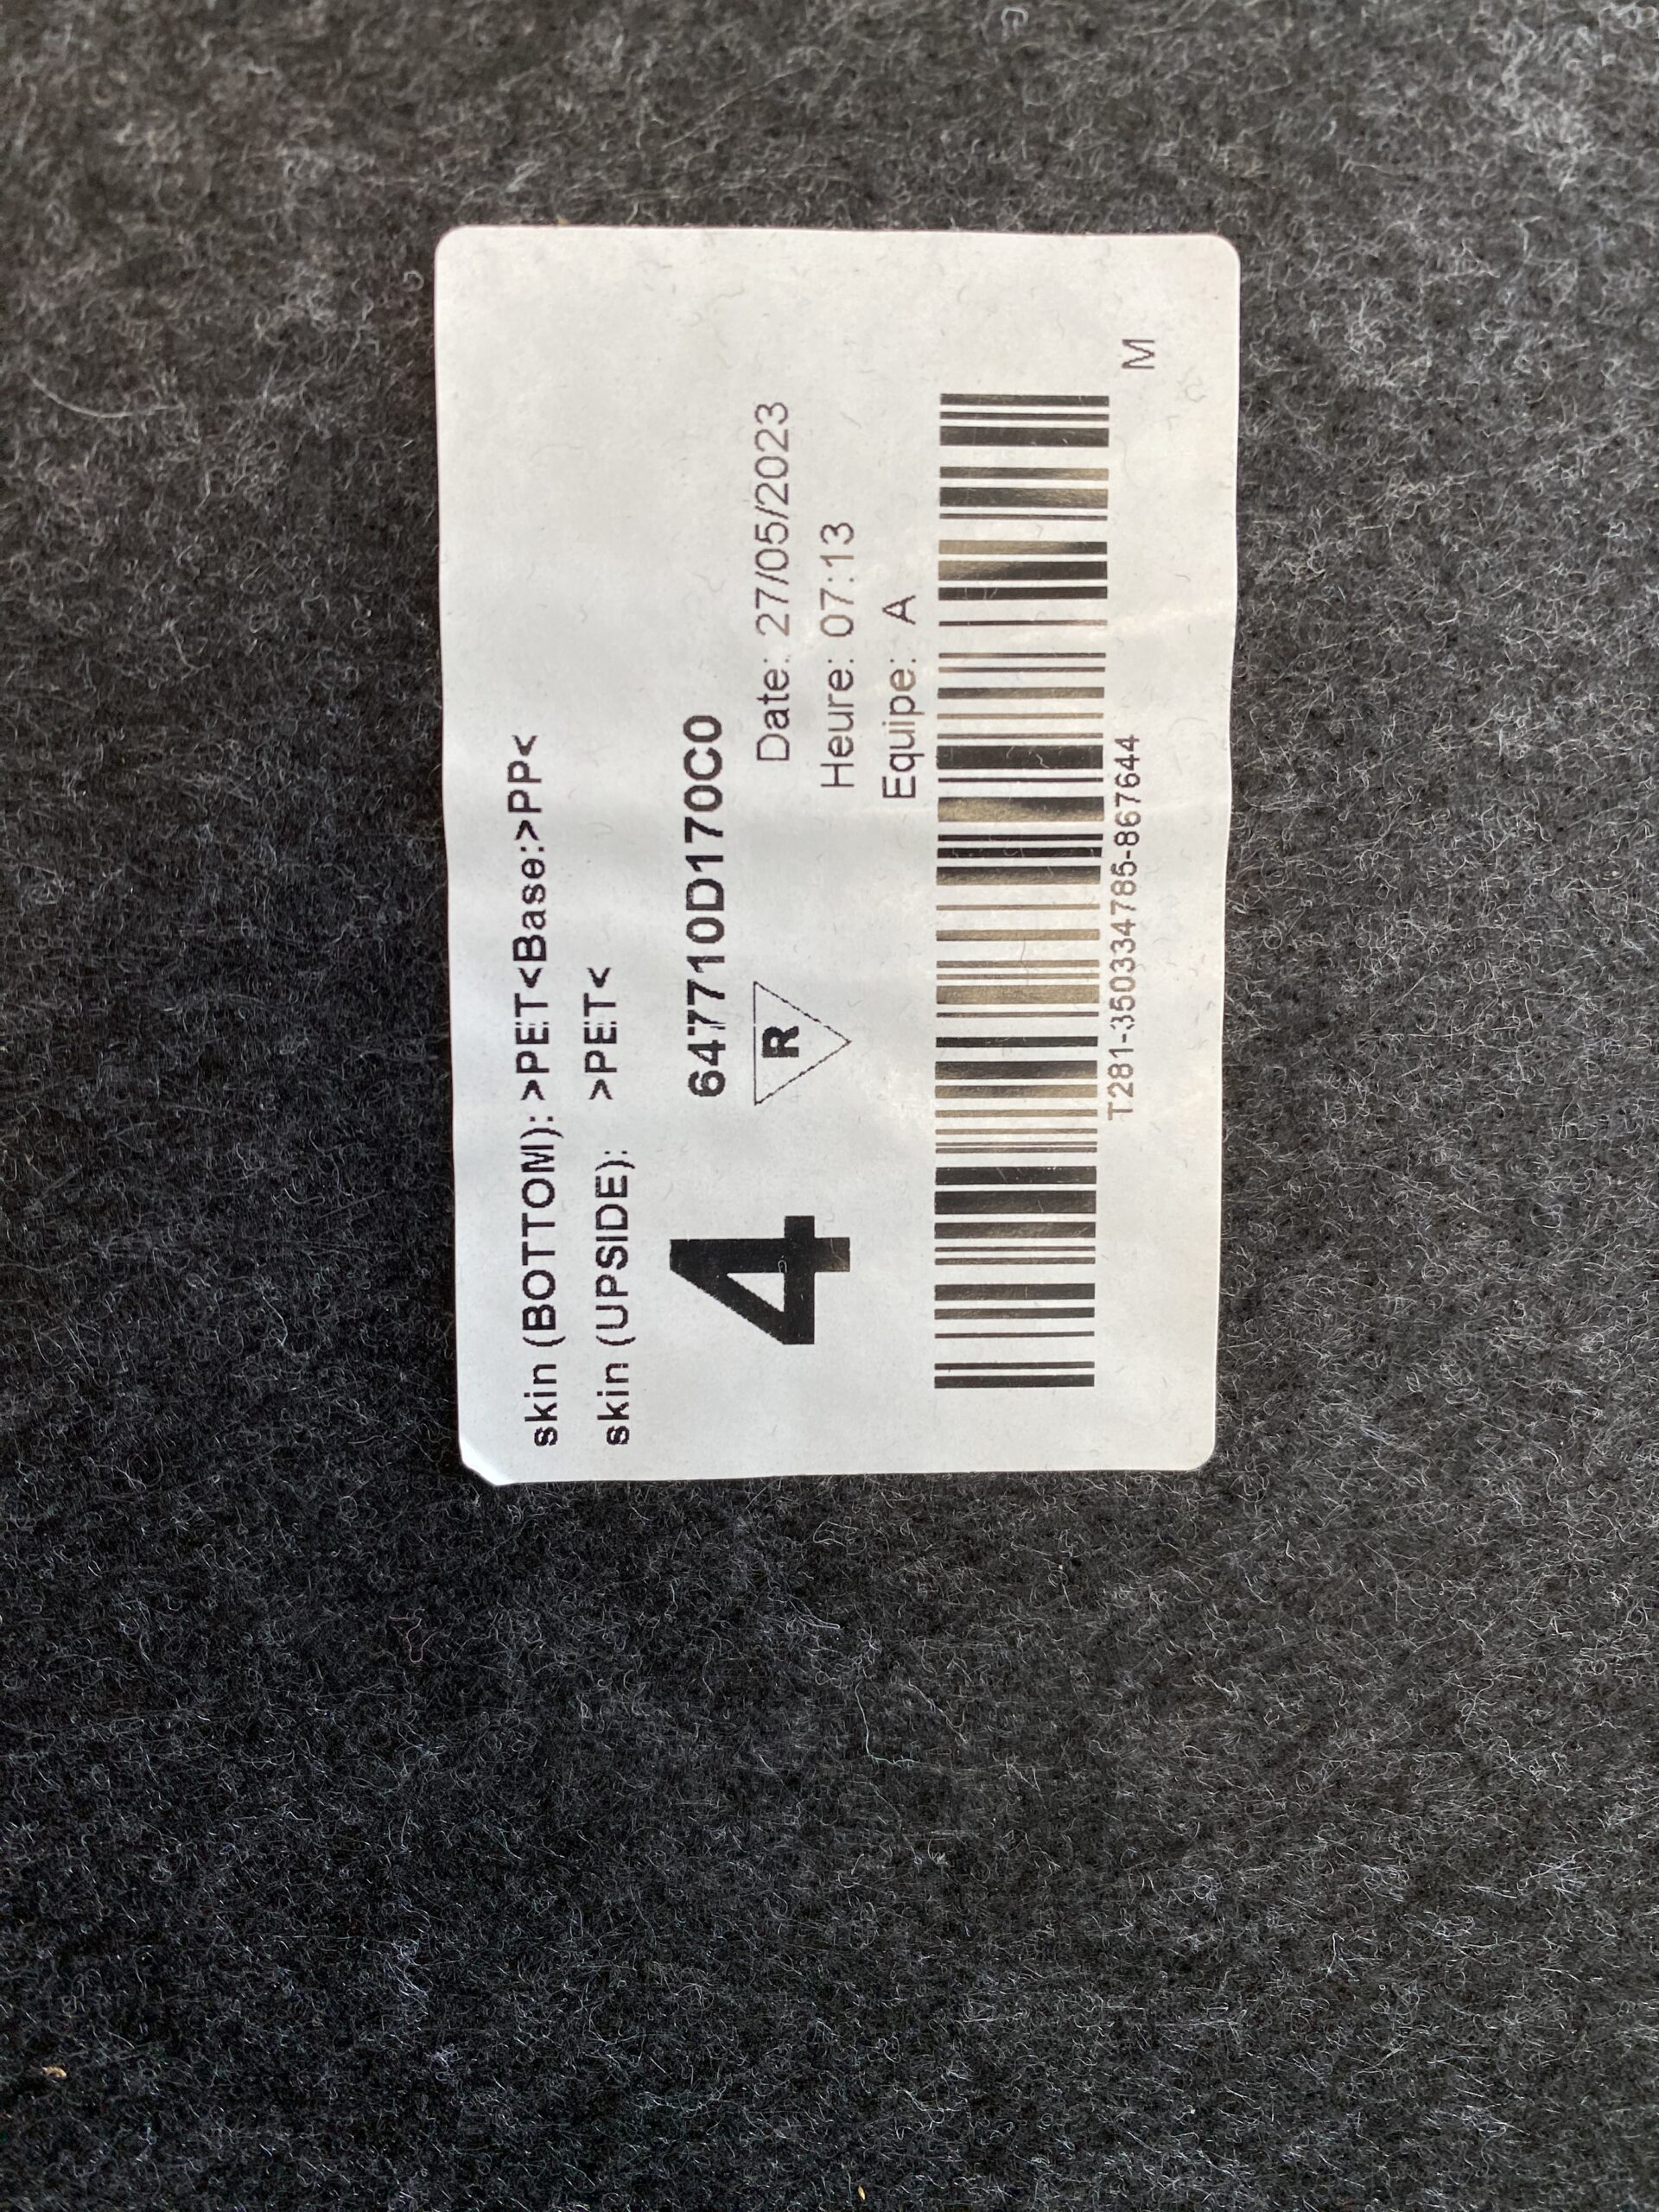 skin (BOTTOM): >PET<Base:>PP<
skin (UPSIDE): >PET<
4
647710D170C0
R
Date: 27/05/2023
Heure: 07:13
Equipe: A
T281-350334785-867644
M